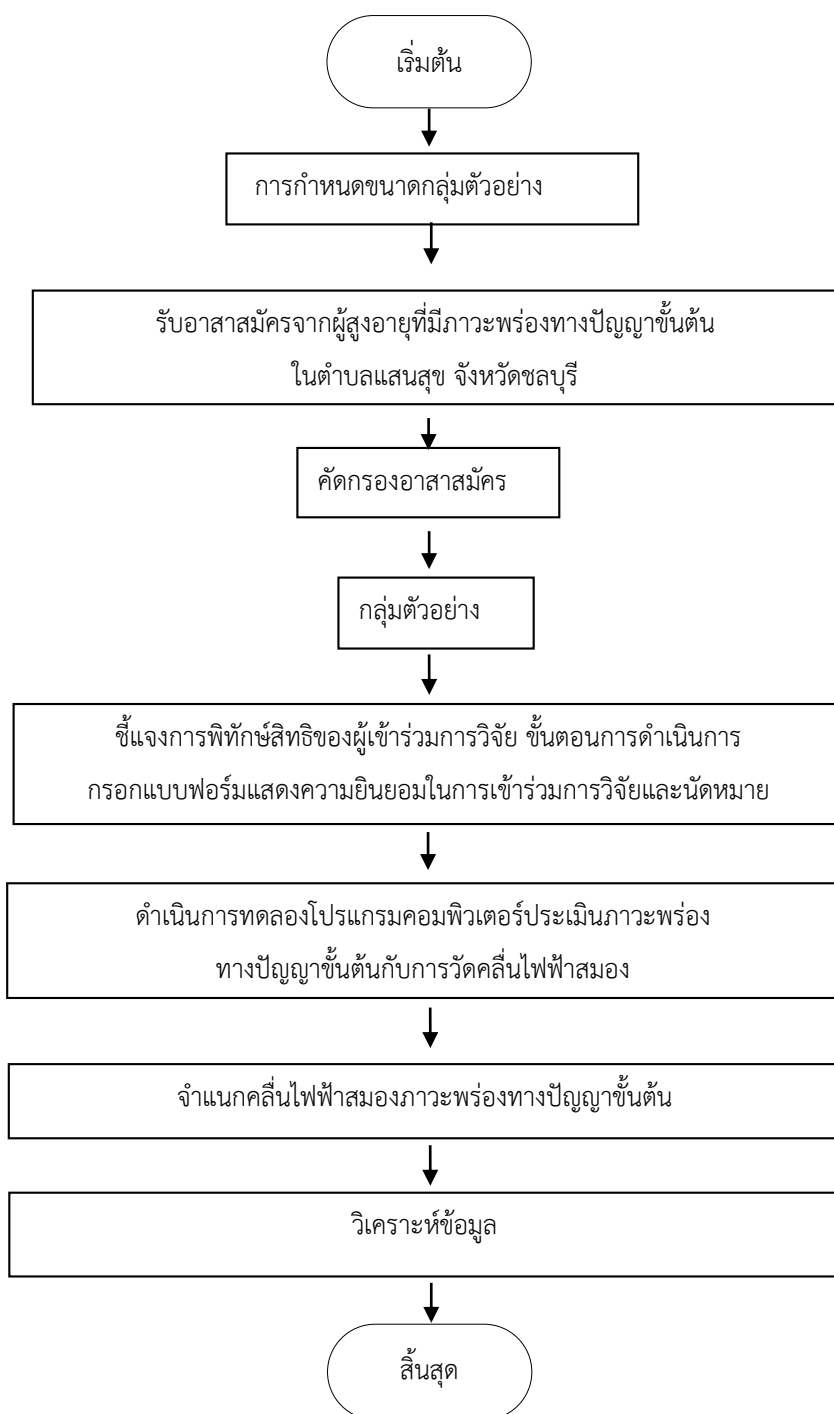 เริ่มต้น
การกำหนดขนาดกลุ่มตัวอย่าง
รับอาสาสมัครจากผู้สูงอายุที่มีภาวะพร่องทางปัญญาขั้นต้น
ในตำบลแสนสุข จังหวัดชลบุรี
คัดกรองอาสาสมัคร
กลุ่มตัวอย่าง
ชี้แจงการพิทักษ์สิทธิของผู้เข้าร่วมการวิจัย ขั้นตอนการดำเนินการ
กรอกแบบฟอร์มแสดงความยินยอมในการเข้าร่วมการวิจัยและนัดหมาย
ดำเนินการทดลองโปรแกรมคอมพิวเตอร์ประเมินภาวะพร่อง
ทางปัญญาขั้นต้นกับการวัดคลื่นไฟฟ้าสมอง
จำแนกคลื่นไฟฟ้าสมองภาวะพร่องทางปัญญาขั้นต้น
วิเคราะห์ข้อมูล
สิ้นสุด